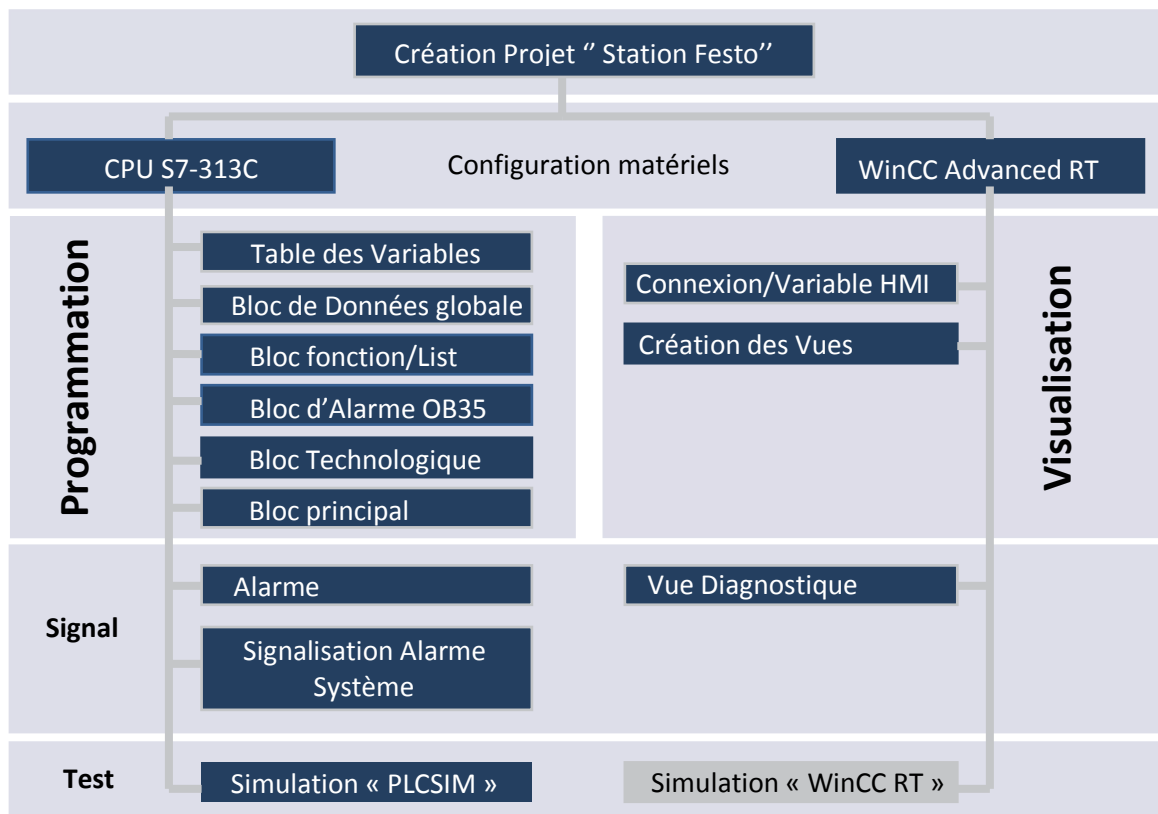 Création Projet ‘’ Station Festo’’
CPU S7-313C
Configuration matériels
WinCC Advanced RT
Programmation
Table des Variables
Bloc de Données globale
Bloc fonction/List
Bloc d’Alarme OB35
Bloc Technologique
Bloc principal
Connexion/Variable HMI
Création des Vues
Visualisation
Signal
Alarme
Signalisation Alarme
Système
Vue Diagnostique
Test
Simulation « PLCSIM »
Simulation « WinCC RT »